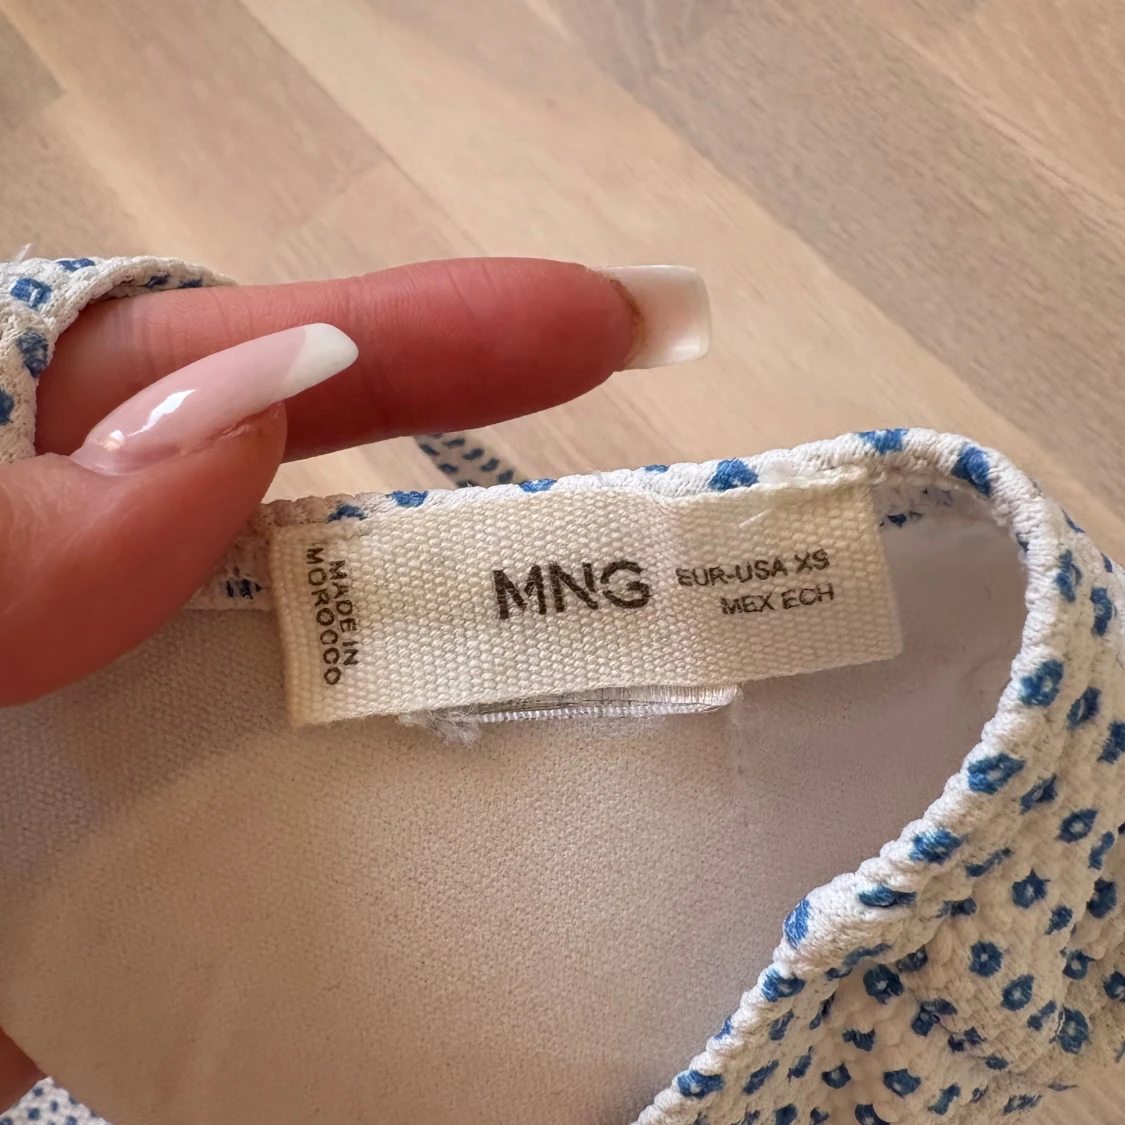 MADE IN
MOROCCO
MNG
EUR-USA XS
MEX ECH